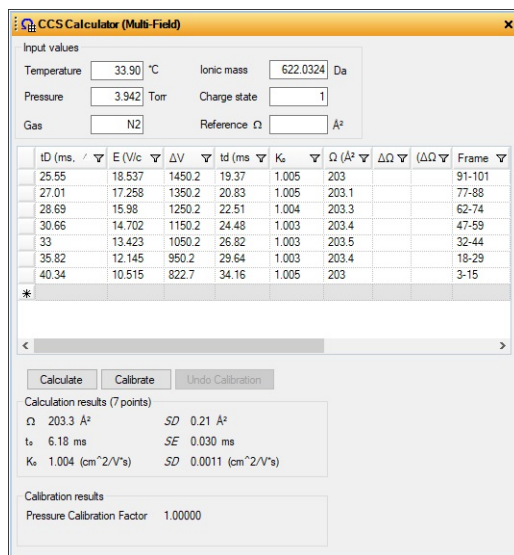 CCS Calculator (Multi-Field)
Input values
Temperature 33.90 °C Ionic mass 622.0324 Da
Pressure 3.942 Torr Charge state 1
Gas N2 Reference Ω Å²
tD (ms, E (V/c ΔV td (ms K₀ Ω (Å² ΔΩ (ΔΩ Frame
25.55 18.537 1450.2 19.37 1.005 203 91-101
27.01 17.258 1350.2 20.83 1.005 203.1 77-88
28.69 15.98 1250.2 22.51 1.004 203.3 62-74
30.66 14.702 1150.2 24.48 1.003 203.4 47-59
33 13.423 1050.2 26.82 1.003 203.5 32-44
35.82 12.145 950.2 29.64 1.003 203.4 18-29
40.34 10.515 822.7 34.16 1.005 203 3-15
Calculate Calibrate Undo Calibration
Calculation results (7 points)
Ω 203.3 Å² SD 0.21 Å²
t₀ 6.18 ms SE 0.030 ms
K₀ 1.004 (cm^2/V*s) SD 0.0011 (cm^2/V*s)
Calibration results
Pressure Calibration Factor 1.00000